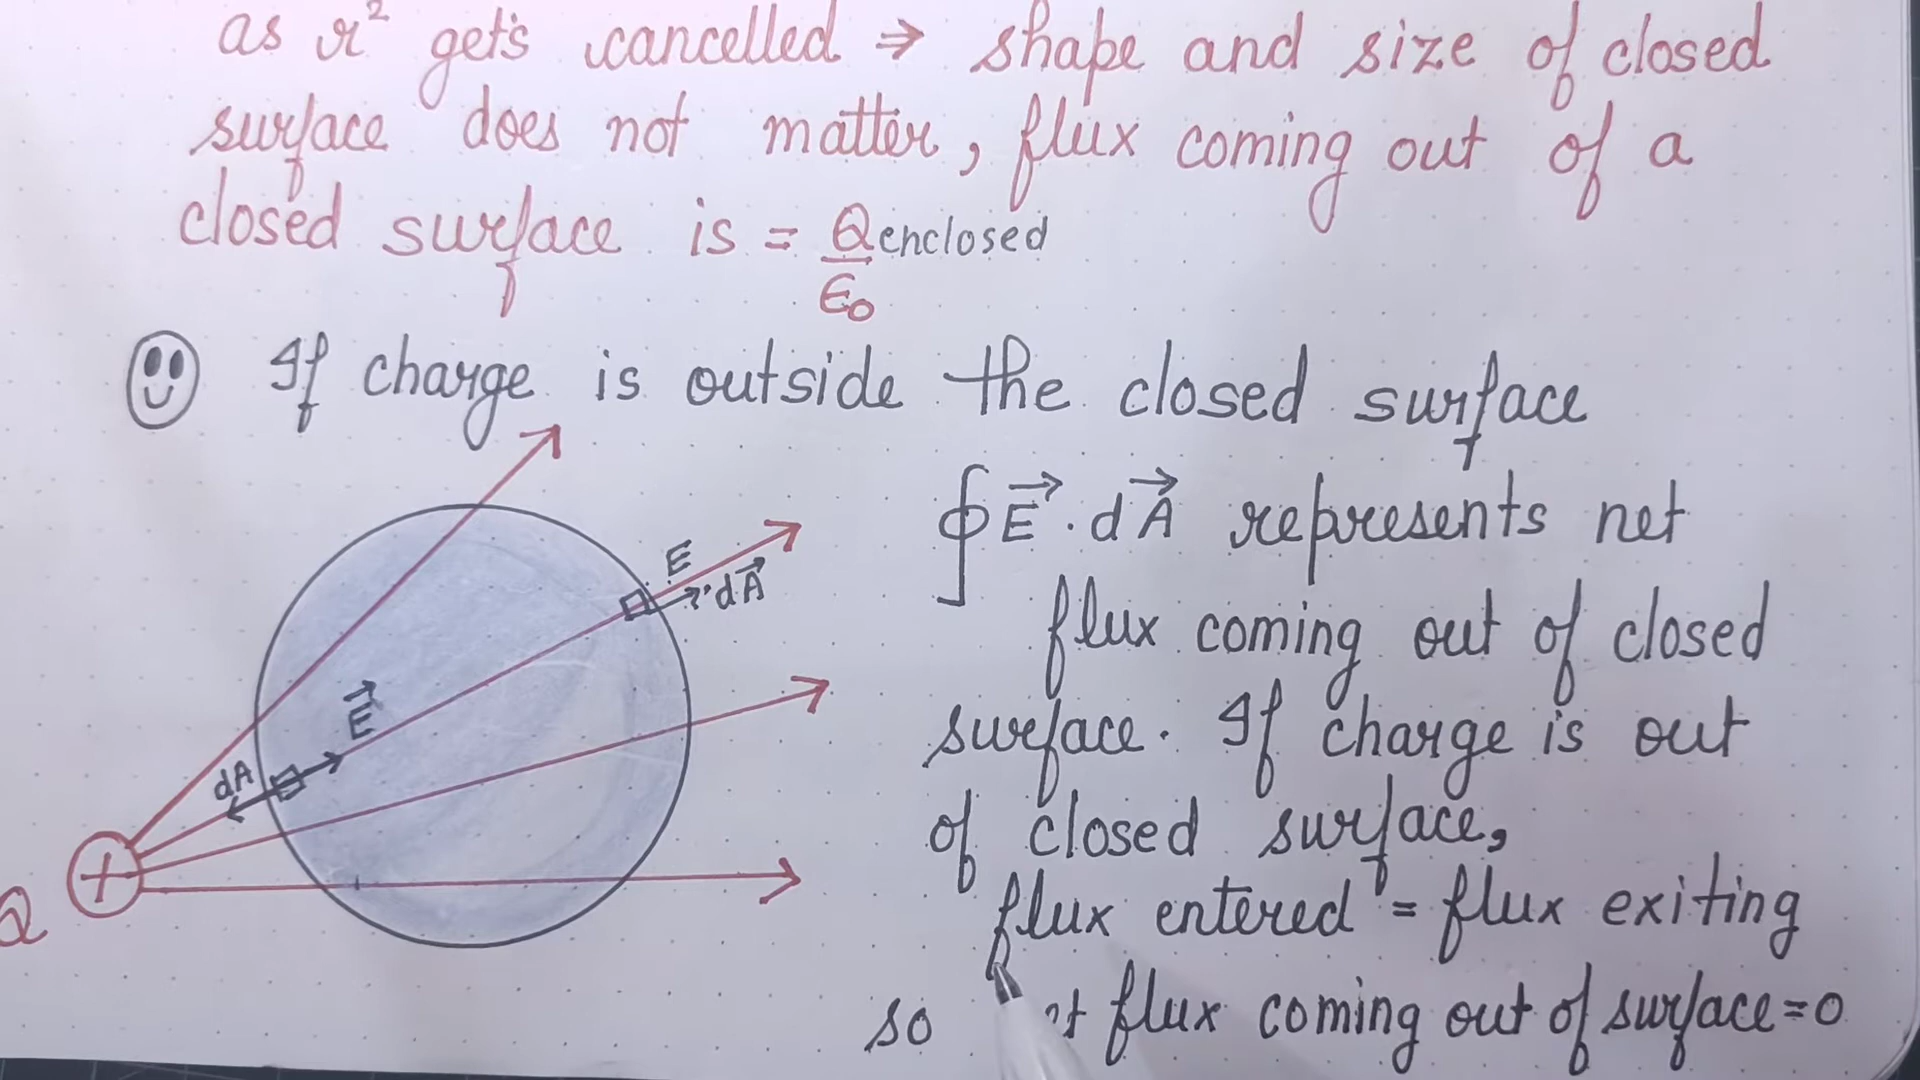 as r² gets cancelled ⇒ shape and size of closed
surface does not matter, flux coming out of a
closed surface is = Qenclosed
ϵ₀
If charge is outside the closed surface
∮E⃗ · dA⃗ represents net
flux coming out of closed
surface. If charge is out
of closed surface,
flux entered = flux exiting
so flux coming out of surface = 0
E
dA⃗
E⃗
dA
+
Q